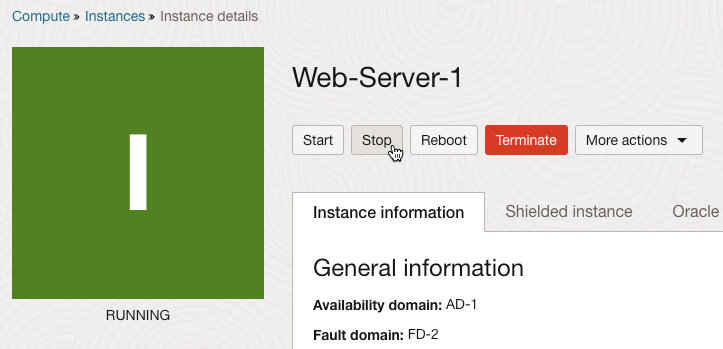 Compute » Instances » Instance details
I
Web-Server-1
Start Stop Reboot Terminate More actions
Instance information Shielded instance Oracle
General information
Availability domain: AD-1
Fault domain: FD-2
RUNNING